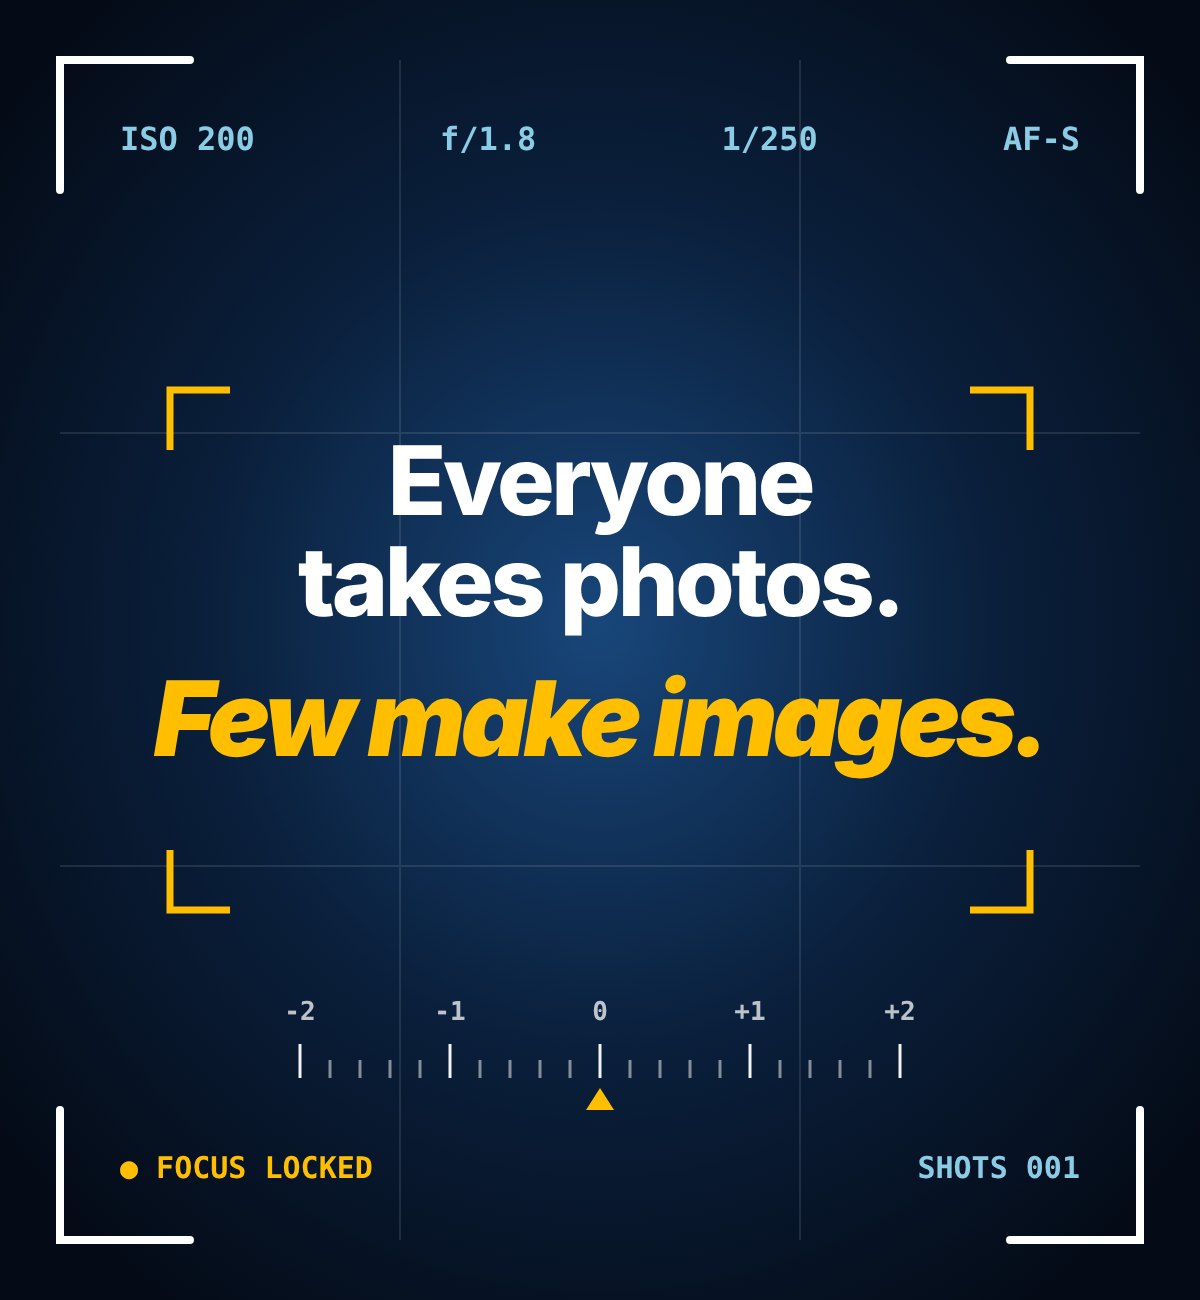 ISO 200 f/1.8 1/250 AF-S
Everyone
takes photos.
Few make images.
-2 -1 0 +1 +2
FOCUS LOCKED SHOTS 001